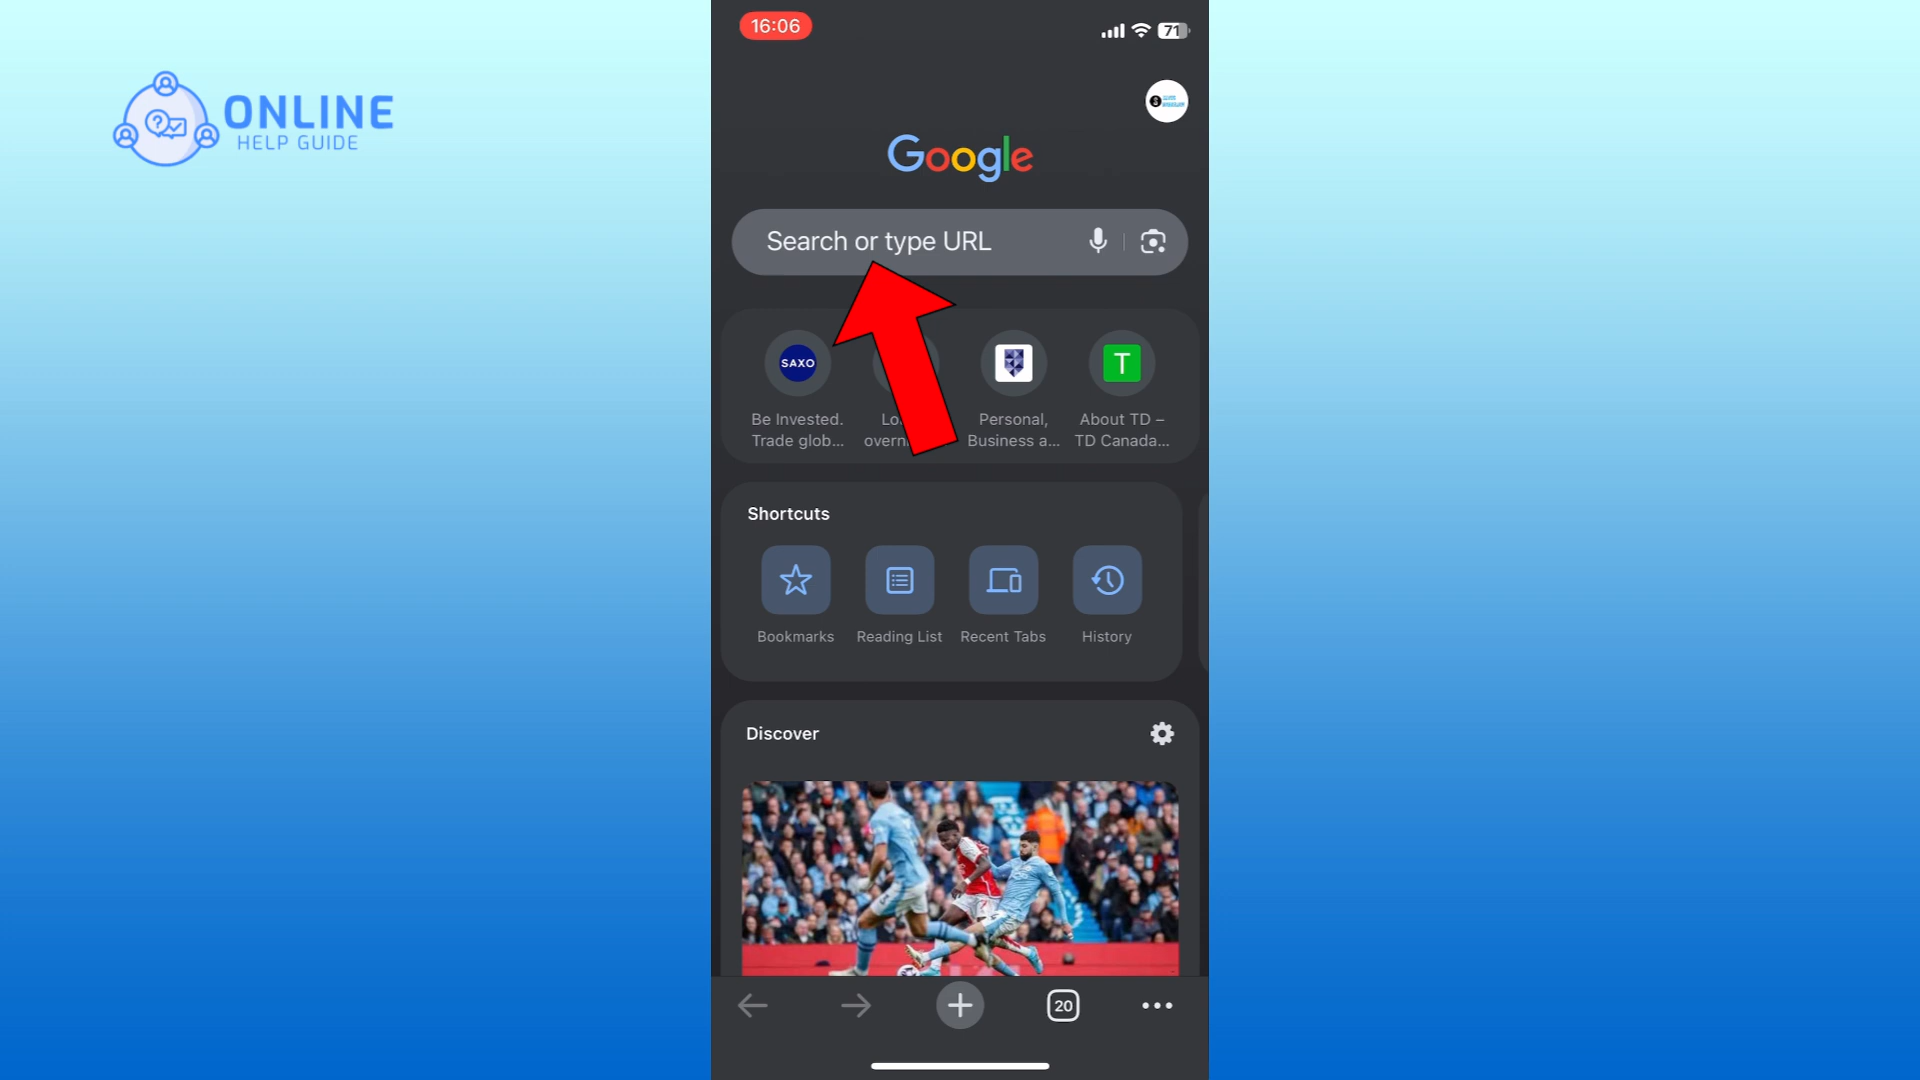 16:06
71
ONLINE
HELP GUIDE
Google
Search or type URL
SAXO
T
Be Invested.
Trade glob...
Personal,
Business a...
About TD –
TD Canada...
Shortcuts
Bookmarks
Reading List
Recent Tabs
History
Discover
20